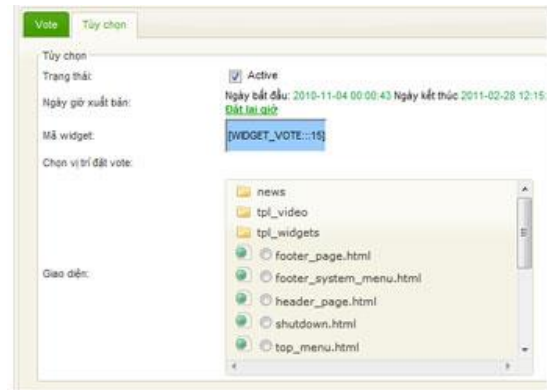 Vote Tùy chọn
Tùy chọn
Trạng thái: Active
Ngày giờ xuất bản: Ngày bắt đầu: 2010-11-04 00:00:43 Ngày kết thúc 2011-02-28 12:15:
Đặt lại giờ
Mã widget: [WIDGET_VOTE:::15]
Chọn vị trí đặt vote:
Giao diện:
news
tpl_video
tpl_widgets
footer_page.html
footer_system_menu.html
header_page.html
shutdown.html
top_menu.html